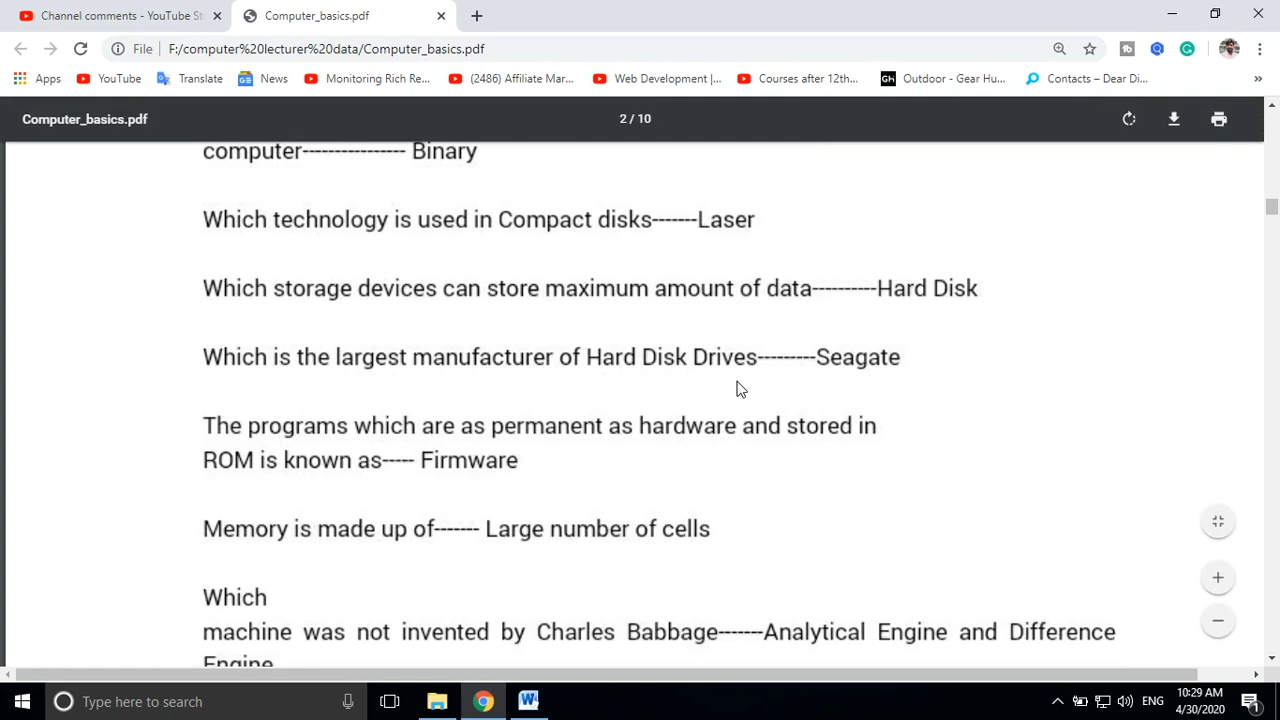 Channel comments - YouTube St
Computer_basics.pdf
File
F:/computer%20lecturer%20data/Computer_basics.pdf
Apps
YouTube
Translate
News
Monitoring Rich Re...
(2486) Affiliate Mar...
Web Development |...
Courses after 12th...
GH
Outdoor - Gear Hu...
Contacts – Dear Di...
»
Computer_basics.pdf
2 / 10
computer---------------- Binary
Which technology is used in Compact disks-------Laser
Which storage devices can store maximum amount of data----------Hard Disk
Which is the largest manufacturer of Hard Disk Drives---------Seagate
The programs which are as permanent as hardware and stored in
ROM is known as----- Firmware
Memory is made up of------- Large number of cells
Which
machine was not invented by Charles Babbage-------Analytical Engine and Difference
Engine
Type here to search
ENG
10:29 AM
4/30/2020